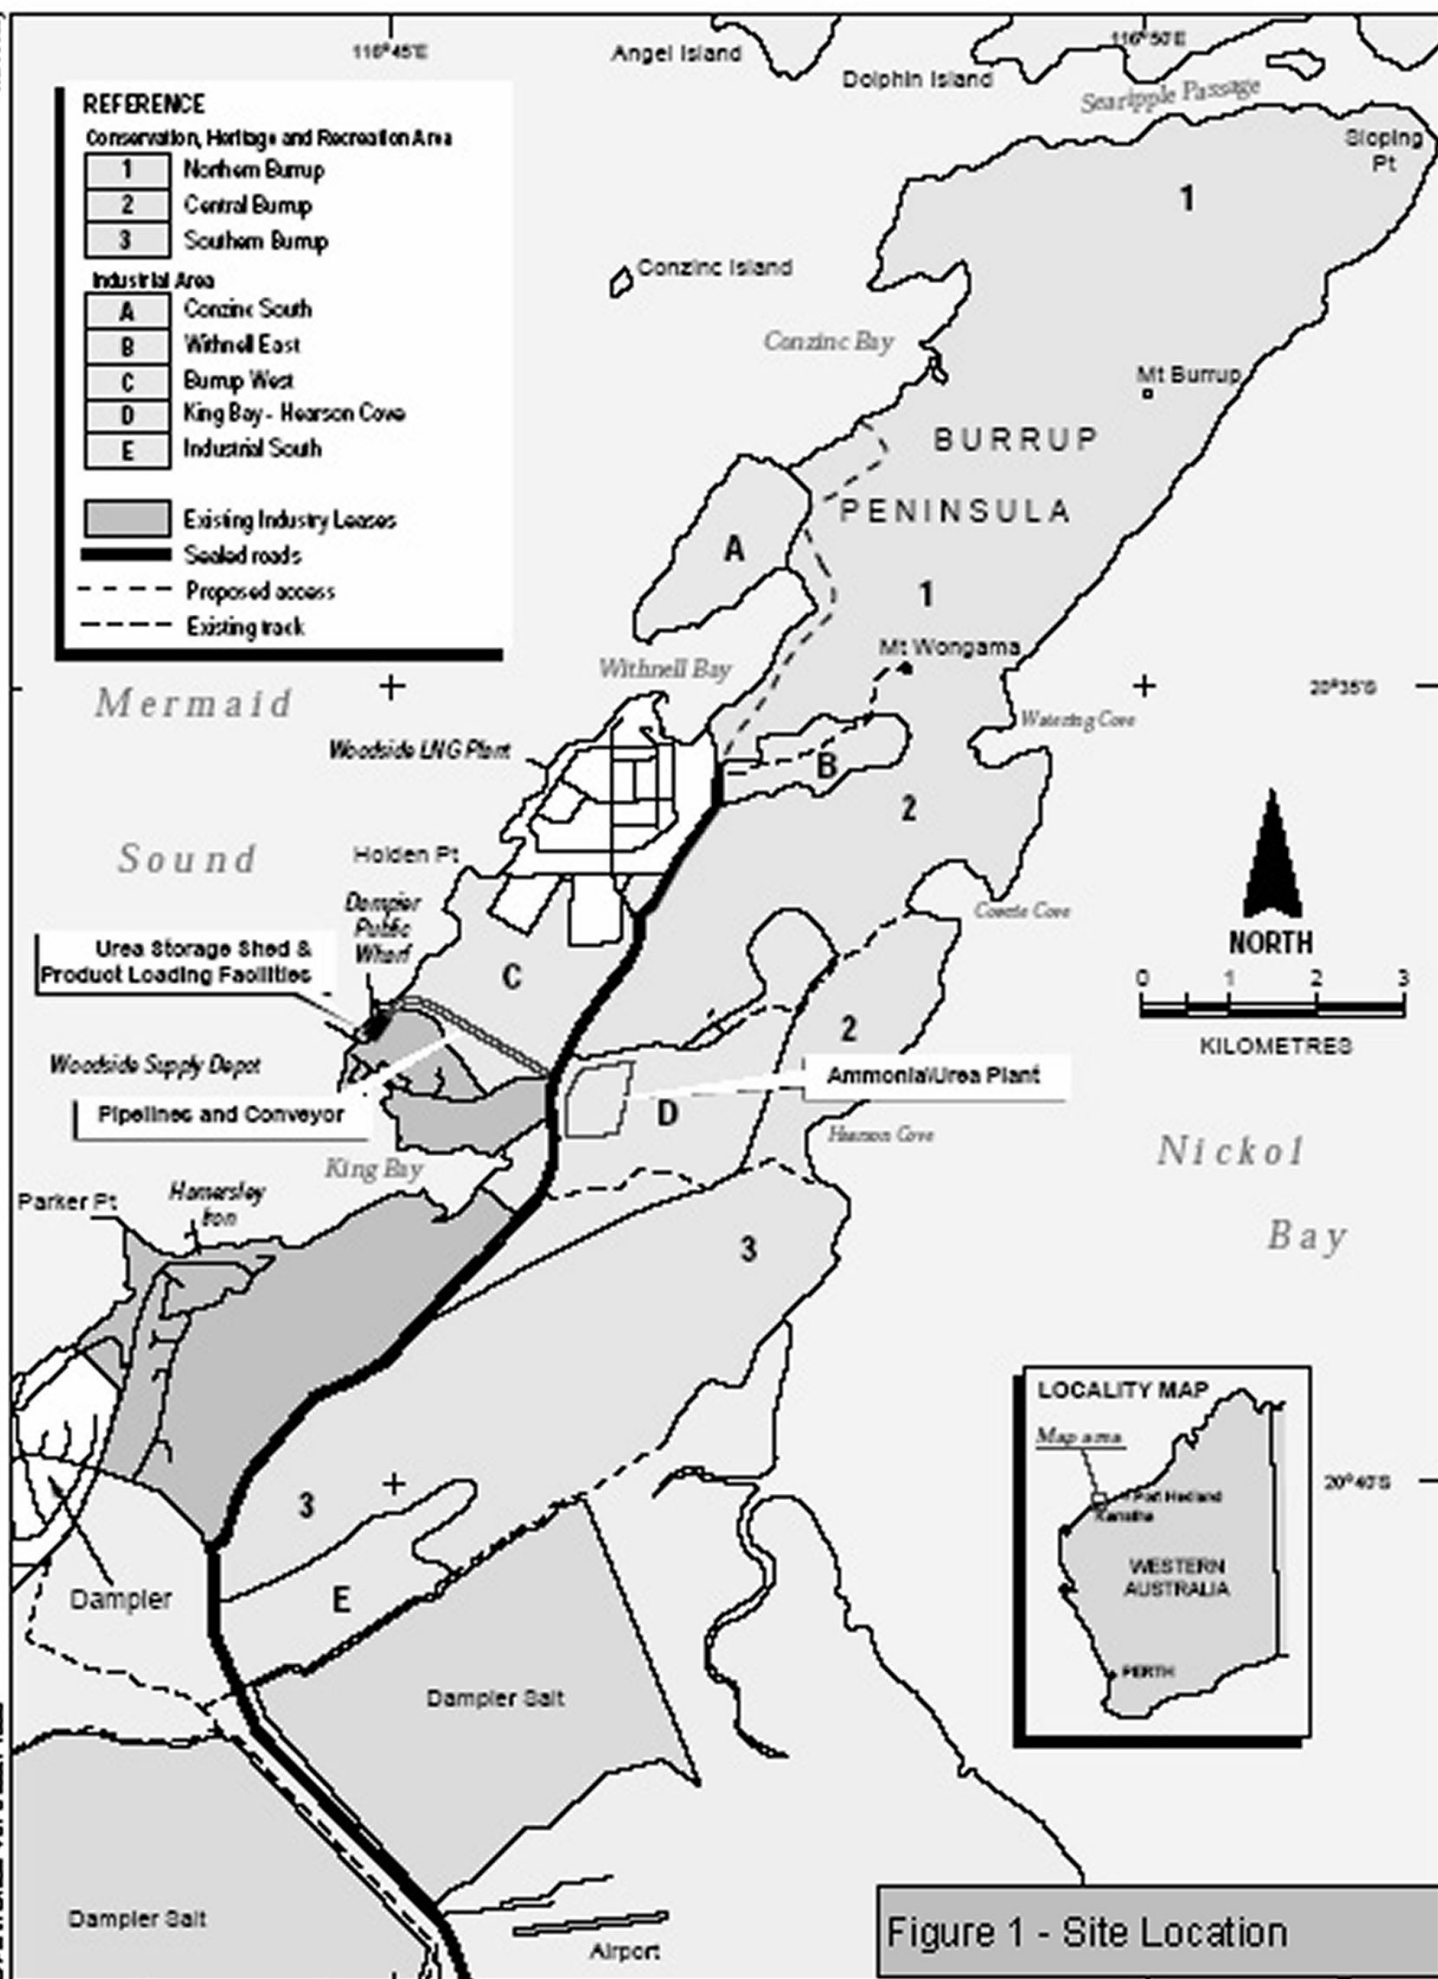 116°45'E
116°50'E
Angel Island
Dolphin Island
Searipple Passage
Sloping
Pt
REFERENCE
Conservation, Heritage and Recreation Area
1 Northern Burrup
2 Central Burrup
3 Southern Burrup
Industrial Area
A Conzinc South
B Withnell East
C Burrup West
D King Bay - Hearson Cove
E Industrial South
Existing Industry Leases
Sealed roads
Proposed access
Existing track
1
Conzinc Island
Conzinc Bay
Mt Burrup
BURRUP
PENINSULA
A
1
Mt Wongama
Withnell Bay
Mermaid
20°35'S
Watering Cove
Woodside LNG Plant
B
2
Sound
Holden Pt
Dampier
Public
Wharf
Cowrie Cove
NORTH
Urea Storage Shed &
Product Loading Facilities
C
0 1 2 3
KILOMETRES
2
Woodside Supply Depot
Ammonia\Urea Plant
Pipelines and Conveyor
D
Hearson Cove
Nickol
Bay
King Bay
Parker Pt
Hamersley
Iron
3
LOCALITY MAP
Map area
Port Hedland
Karratha
WESTERN
AUSTRALIA
PERTH
20°40'S
3
E
Dampier
Dampier Salt
Dampier Salt
Airport
Figure 1 - Site Location